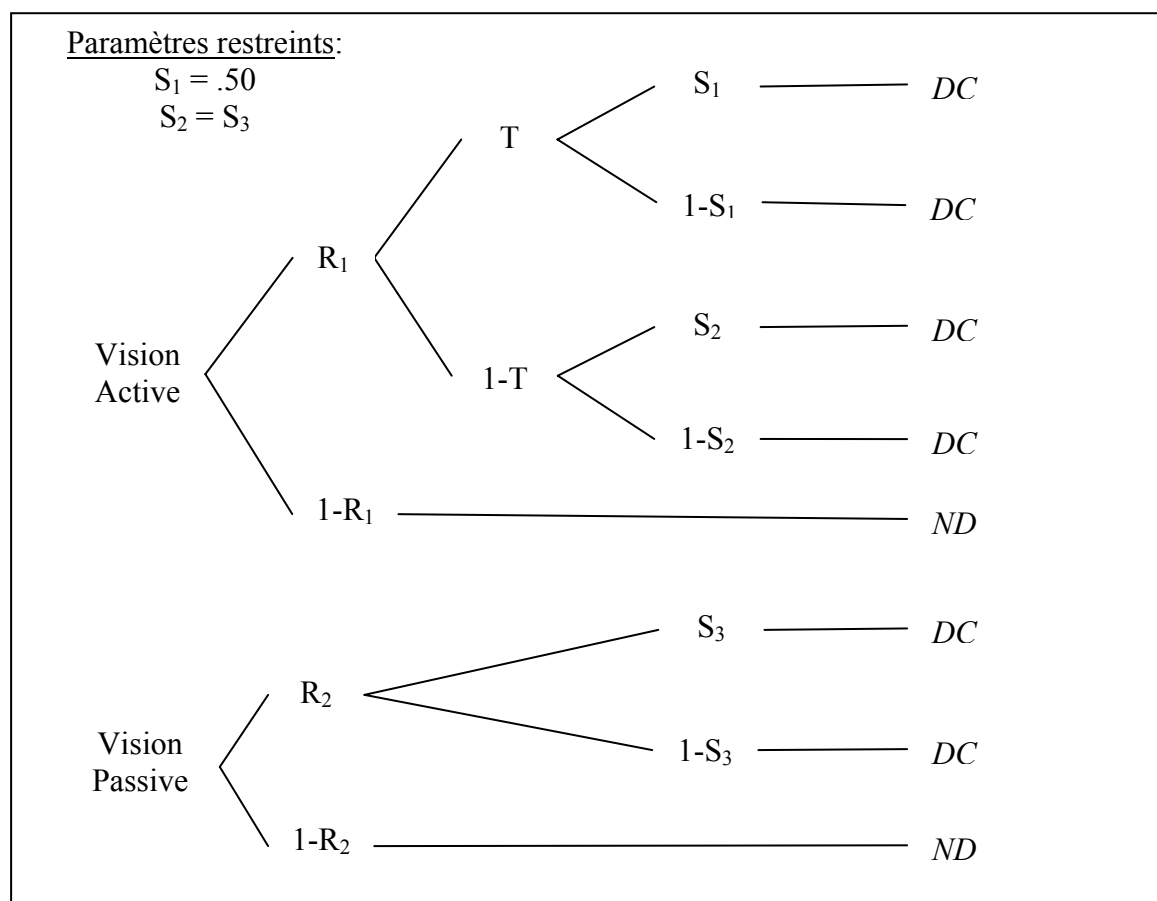 Paramètres restreints:
S₁ = .50
S₂ = S₃
S₁ DC
T
1-S₁ DC
R₁
S₂ DC
Vision
Active
1-T
1-S₂ DC
1-R₁ ND
S₃ DC
R₂
Vision
Passive
1-S₃ DC
1-R₂ ND